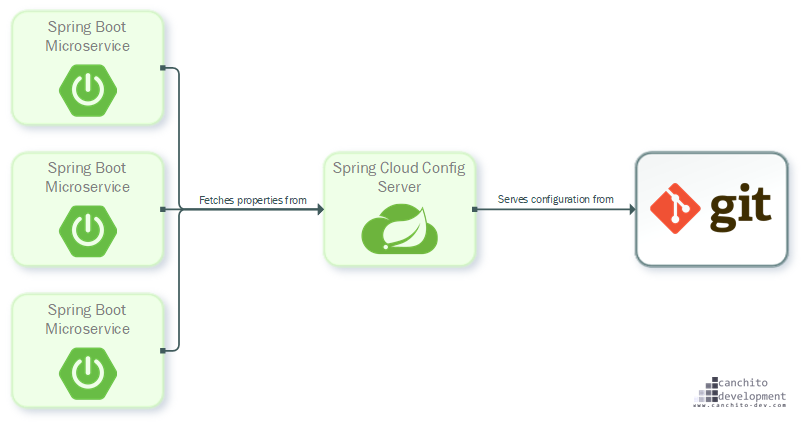 Spring Boot
Microservice
Spring Boot
Microservice
Spring Boot
Microservice
Fetches properties from
Spring Cloud Config
Server
Serves configuration from
git
canchito
development
www.canchito-dev.com